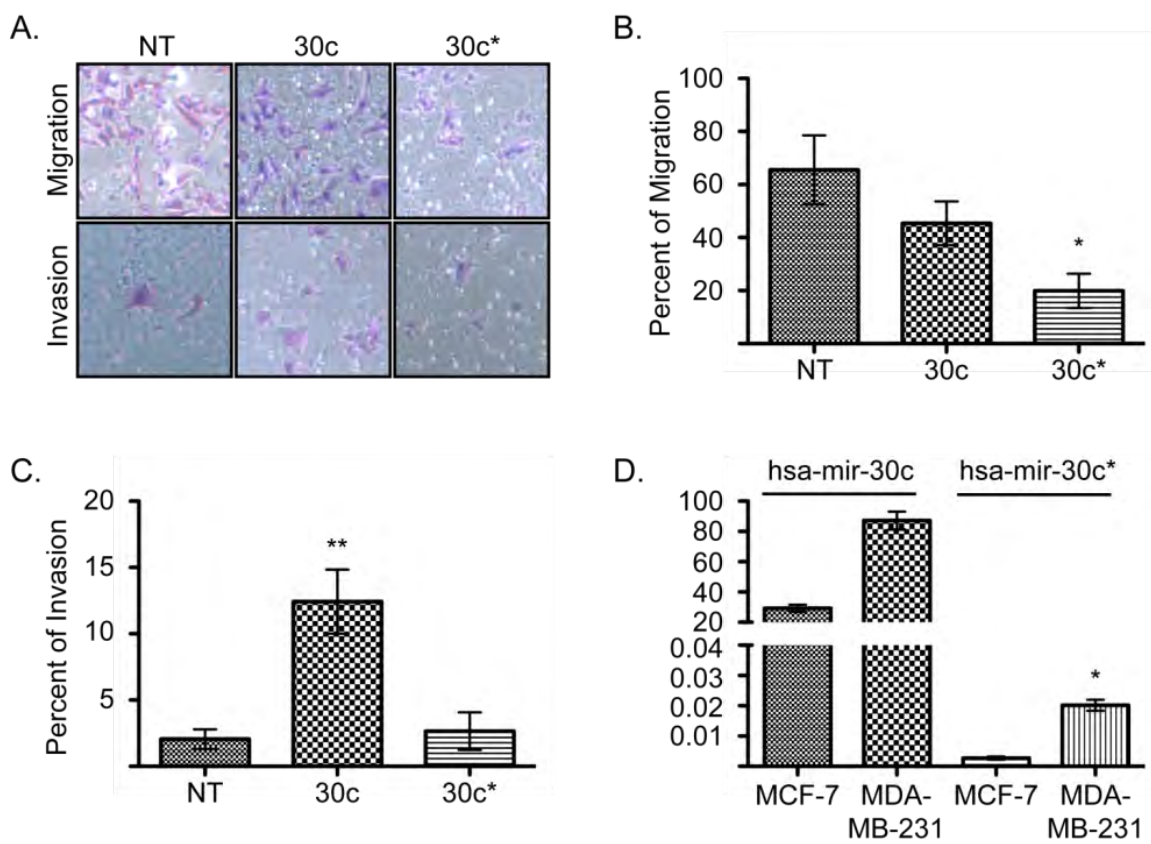 A.
NT 30c 30c*
Migration
Invasion
B.
Percent of Migration
100
80
60
40
20
*
NT 30c 30c*
C.
Percent of Invasion
20
15
10
5
**
NT 30c 30c*
D.
hsa-mir-30c hsa-mir-30c*
100
80
60
40
20
0.04
0.03
0.02
0.01
*
MCF-7 MDA- MCF-7 MDA-
MB-231 MB-231